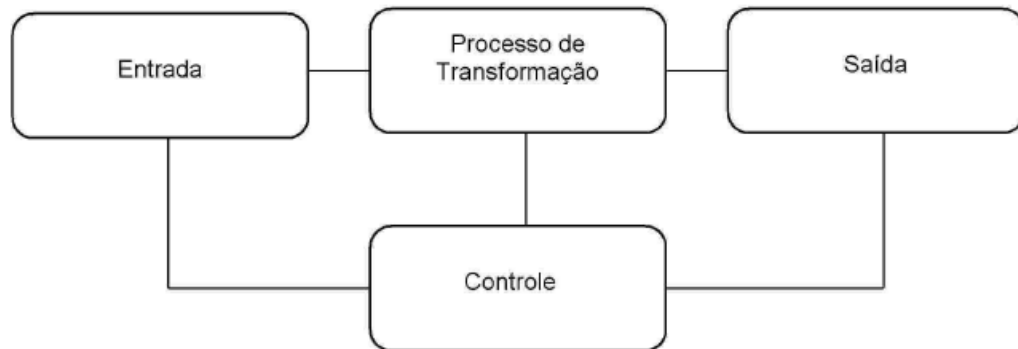 Entrada
Processo de
Transformação
Saída
Controle